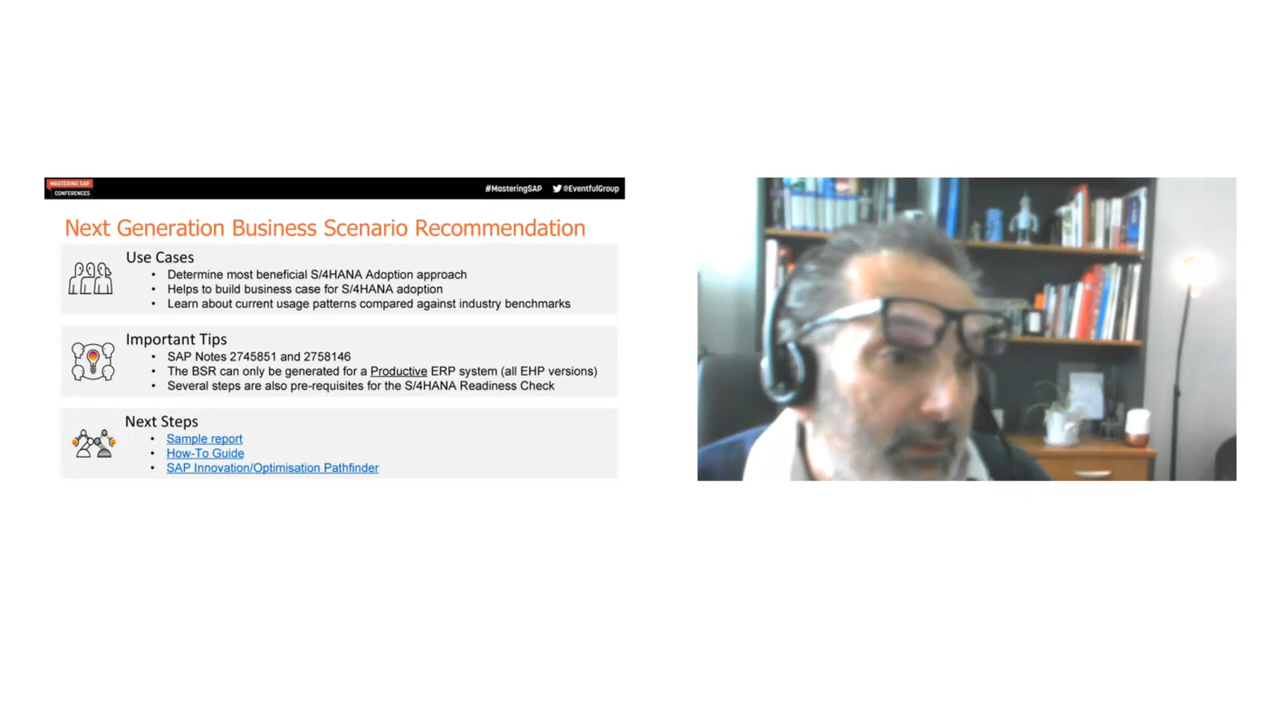 MASTERING SAP
CONFERENCES
#MasteringSAP @EventfulGroup
Next Generation Business Scenario Recommendation
Use Cases
• Determine most beneficial S/4HANA Adoption approach
• Helps to build business case for S/4HANA adoption
• Learn about current usage patterns compared against industry benchmarks
Important Tips
• SAP Notes 2745851 and 2758146
• The BSR can only be generated for a Productive ERP system (all EHP versions)
• Several steps are also pre-requisites for the S/4HANA Readiness Check
Next Steps
• Sample report
• How-To Guide
• SAP Innovation/Optimisation Pathfinder